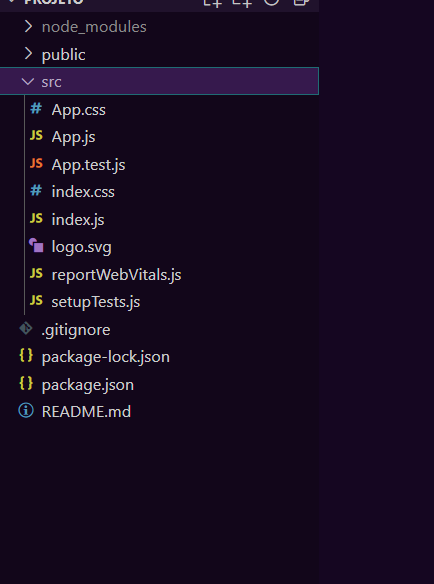 PROJETO
node_modules
public
src
# App.css
JS App.js
JS App.test.js
# index.css
JS index.js
logo.svg
JS reportWebVitals.js
JS setupTests.js
.gitignore
{} package-lock.json
{} package.json
README.md